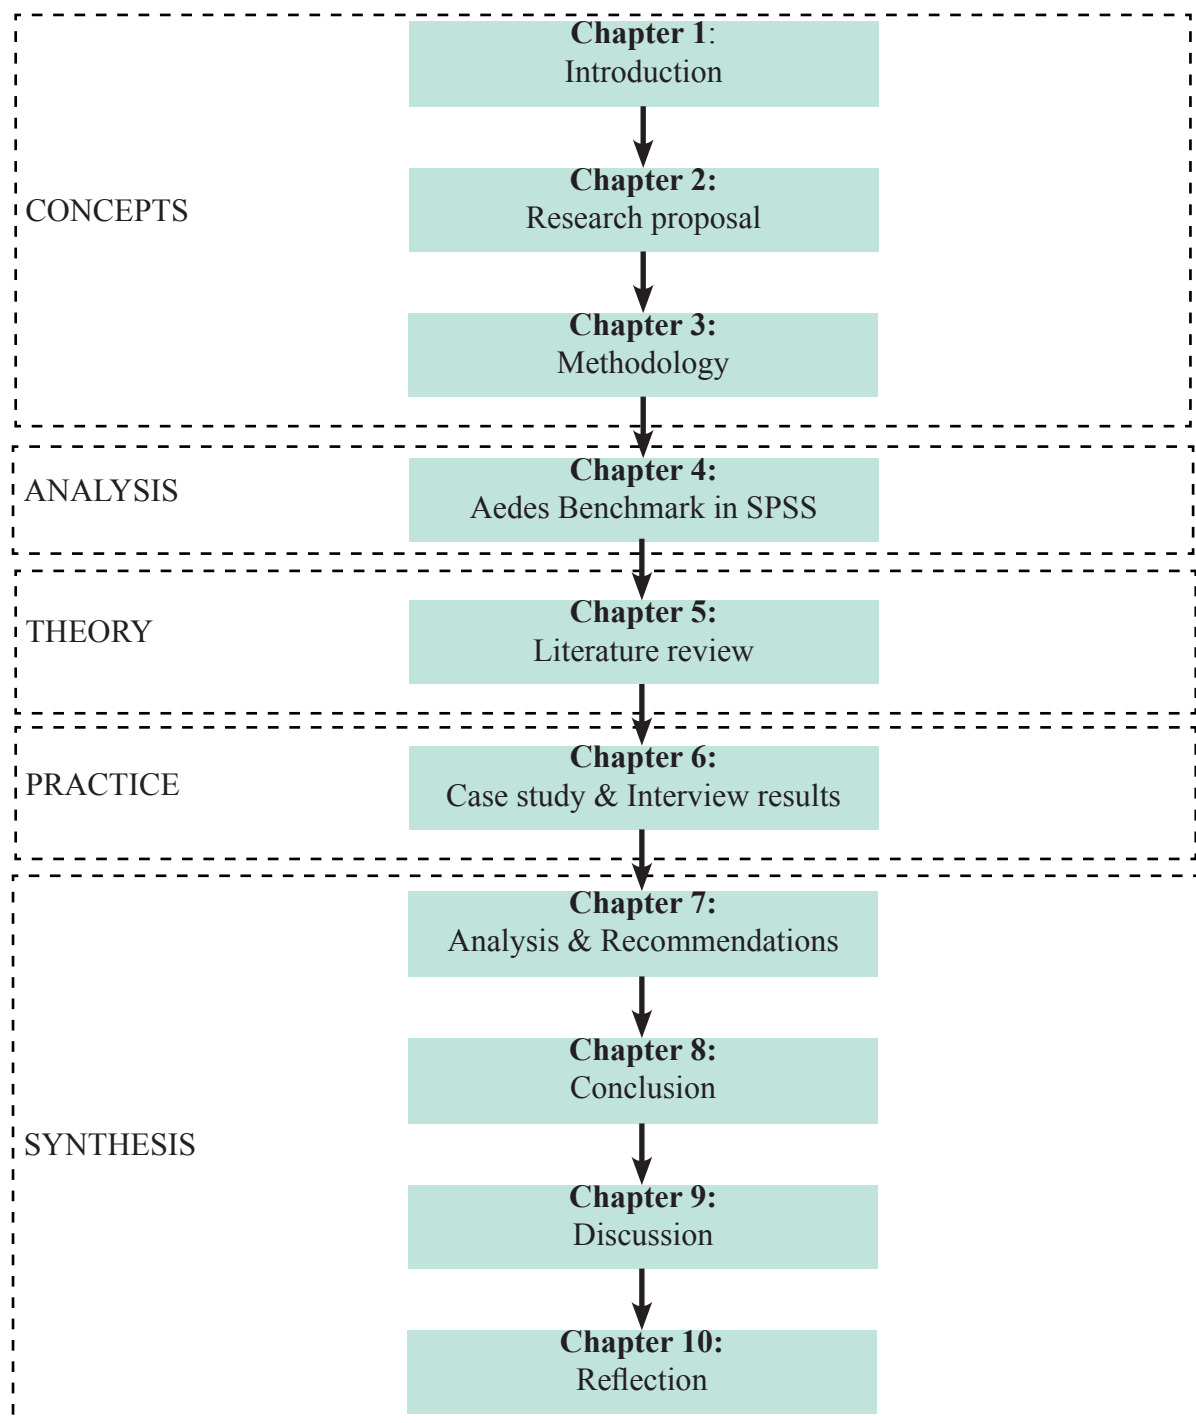 Chapter 1:
Introduction
Chapter 2:
Research proposal
CONCEPTS
Chapter 3:
Methodology
Chapter 4:
Aedes Benchmark in SPSS
ANALYSIS
Chapter 5:
Literature review
THEORY
Chapter 6:
Case study & Interview results
PRACTICE
Chapter 7:
Analysis & Recommendations
Chapter 8:
Conclusion
SYNTHESIS
Chapter 9:
Discussion
Chapter 10:
Reflection